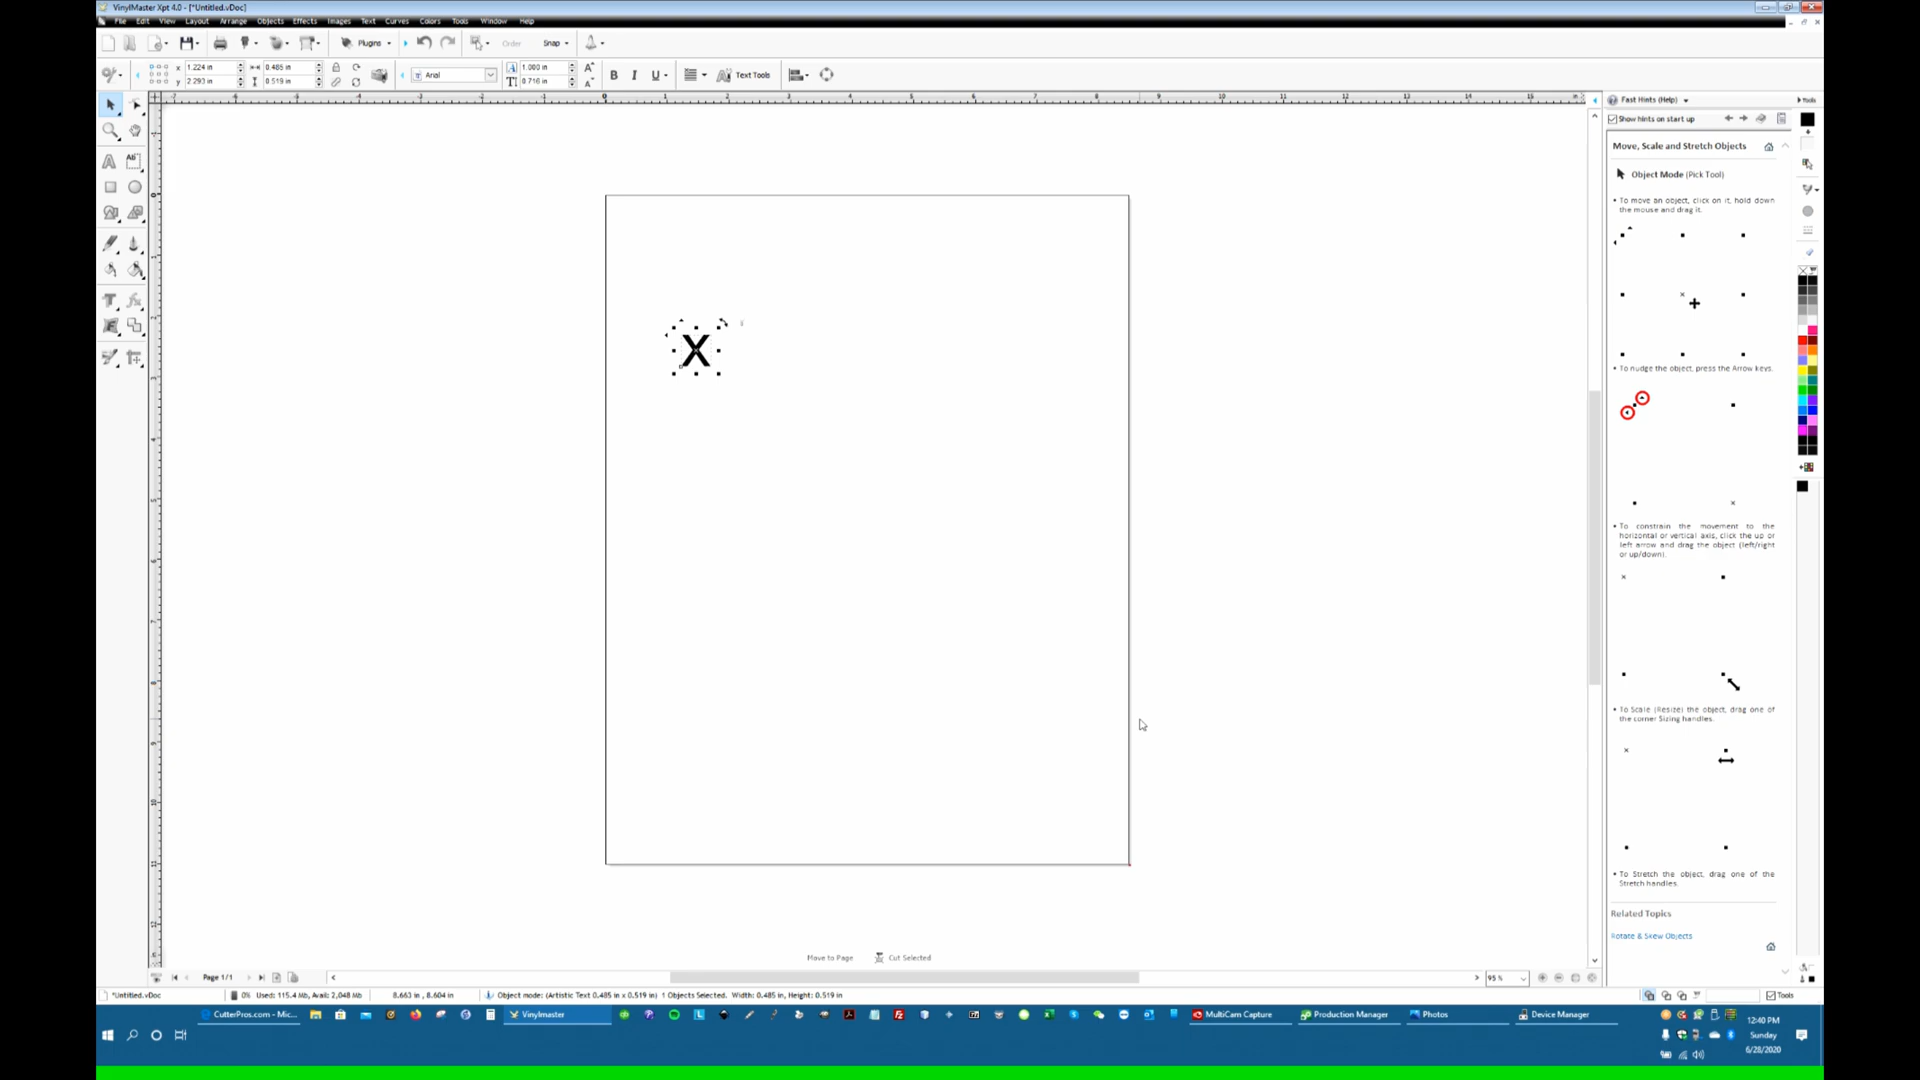 VinylMaster Xpt 4.0 - [*Untitled.vDoc]
File Edit View Layout Arrange Objects Effects Images Text Curves Colors Tools Window Help
Plugins Order Snap
x 1.224 in 0.485 in Arial 1.000 in B I U Text Tools
y 2.293 in 0.519 in 0.716 in
Fast Hints (Help) Tools
Show hints on start up
Move, Scale and Stretch Objects
Object Mode (Pick Tool)
• To move an object, click on it, hold down
the mouse and drag it.
X
• To nudge the object, press the Arrow keys.
• To constrain the movement to the
horizontal or vertical axis, click the up or
left arrow and drag the object (left/right
or up/down).
• To Scale (Resize) the object, drag one of
the corner Sizing handles.
• To Stretch the object, drag one of the
Stretch handles.
Related Topics
Rotate & Skew Objects
Move to Page Cut Selected
Page 1/1 95 %
*Untitled.vDoc 0% Used: 115.4 Mb, Avail: 2,048 Mb 8.663 in , 8.604 in Object mode: (Artistic Text 0.485 in x 0.519 in) 1 Objects Selected. Width: 0.485 in, Height: 0.519 in Tools
CutterPros.com - Mic... Vinylmaster MultiCam Capture Production Manager Photos Device Manager
12:40 PM
Sunday
6/28/2020